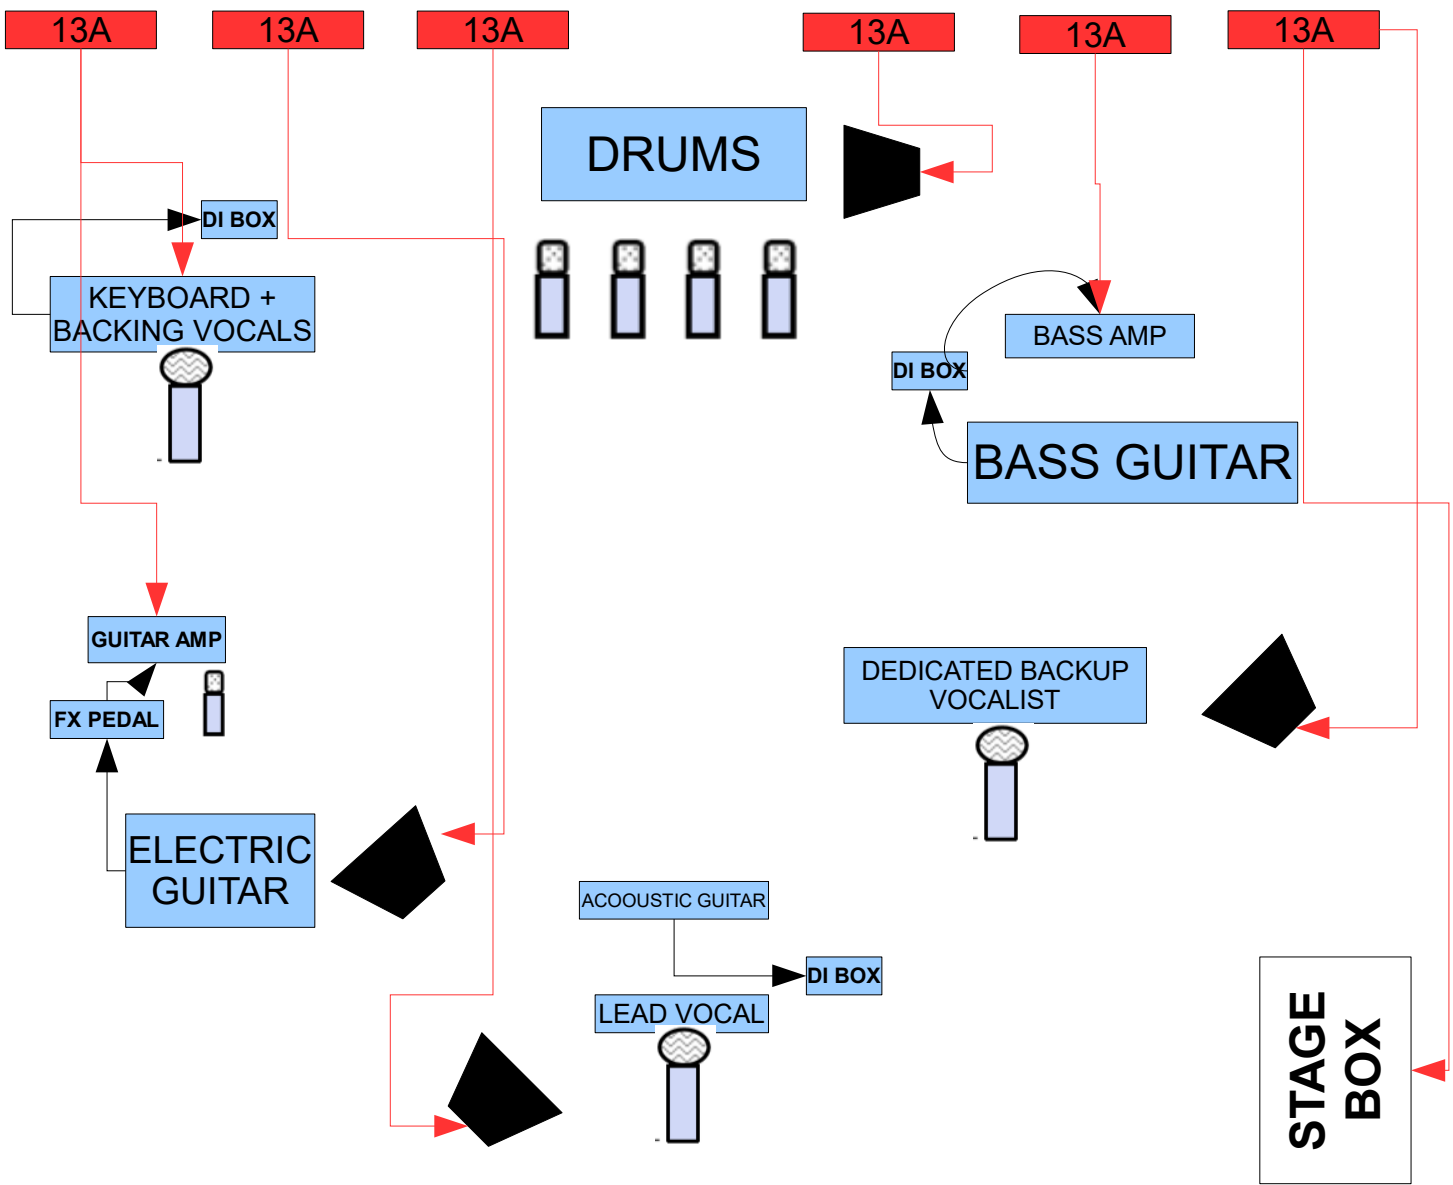 13A
13A
13A
13A
13A
13A
DRUMS
DI BOX
KEYBOARD +
BACKING VOCALS
BASS AMP
DI BOX
BASS GUITAR
GUITAR AMP
FX PEDAL
DEDICATED BACKUP
VOCALIST
ELECTRIC
GUITAR
ACOOUSTIC GUITAR
DI BOX
LEAD VOCAL
STAGE
BOX